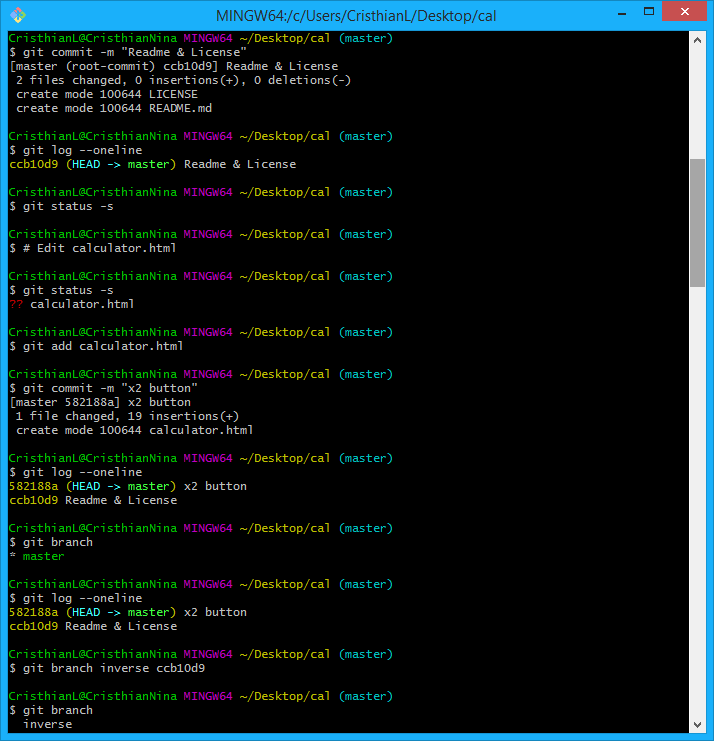 MINGW64:/c/Users/CristhianL/Desktop/cal
CristhianL@CristhianNina MINGW64 ~/Desktop/cal (master)
$ git commit -m "Readme & License"
[master (root-commit) ccb10d9] Readme & License
 2 files changed, 0 insertions(+), 0 deletions(-)
 create mode 100644 LICENSE
 create mode 100644 README.md

CristhianL@CristhianNina MINGW64 ~/Desktop/cal (master)
$ git log --oneline
ccb10d9 (HEAD -> master) Readme & License

CristhianL@CristhianNina MINGW64 ~/Desktop/cal (master)
$ git status -s

CristhianL@CristhianNina MINGW64 ~/Desktop/cal (master)
$ # Edit calculator.html

CristhianL@CristhianNina MINGW64 ~/Desktop/cal (master)
$ git status -s
?? calculator.html

CristhianL@CristhianNina MINGW64 ~/Desktop/cal (master)
$ git add calculator.html

CristhianL@CristhianNina MINGW64 ~/Desktop/cal (master)
$ git commit -m "x2 button"
[master 582188a] x2 button
 1 file changed, 19 insertions(+)
 create mode 100644 calculator.html

CristhianL@CristhianNina MINGW64 ~/Desktop/cal (master)
$ git log --oneline
582188a (HEAD -> master) x2 button
ccb10d9 Readme & License

CristhianL@CristhianNina MINGW64 ~/Desktop/cal (master)
$ git branch
* master

CristhianL@CristhianNina MINGW64 ~/Desktop/cal (master)
$ git log --oneline
582188a (HEAD -> master) x2 button
ccb10d9 Readme & License

CristhianL@CristhianNina MINGW64 ~/Desktop/cal (master)
$ git branch inverse ccb10d9

CristhianL@CristhianNina MINGW64 ~/Desktop/cal (master)
$ git branch
  inverse